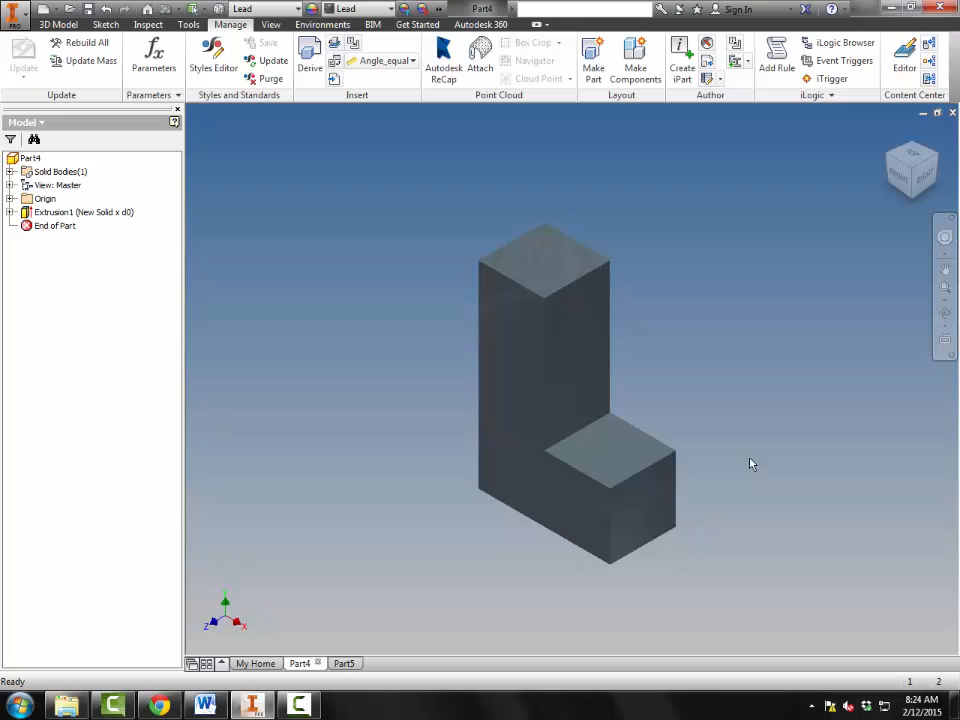 Lead
Lead
Part4
Sign In
PRO
3D Model
Sketch
Inspect
Tools
Manage
View
Environments
BIM
Get Started
Autodesk 360
Update
Rebuild All
Update Mass
Update
Parameters
Parameters
Styles Editor
Save
Update
Purge
Styles and Standards
Derive
Angle_equal
Insert
Autodesk
ReCap
Attach
Box Crop
Navigator
Cloud Point
Point Cloud
Make
Part
Make
Components
Layout
Create
iPart
Author
Add Rule
iLogic Browser
Event Triggers
iTrigger
iLogic
Editor
Content Center
Model
Part4
Solid Bodies(1)
View: Master
Origin
Extrusion1 (New Solid x d0)
End of Part
TOP
FRONT
RIGHT
Y
Z
X
My Home
Part4
Part5
Ready
1
2
8:24 AM
2/12/2015